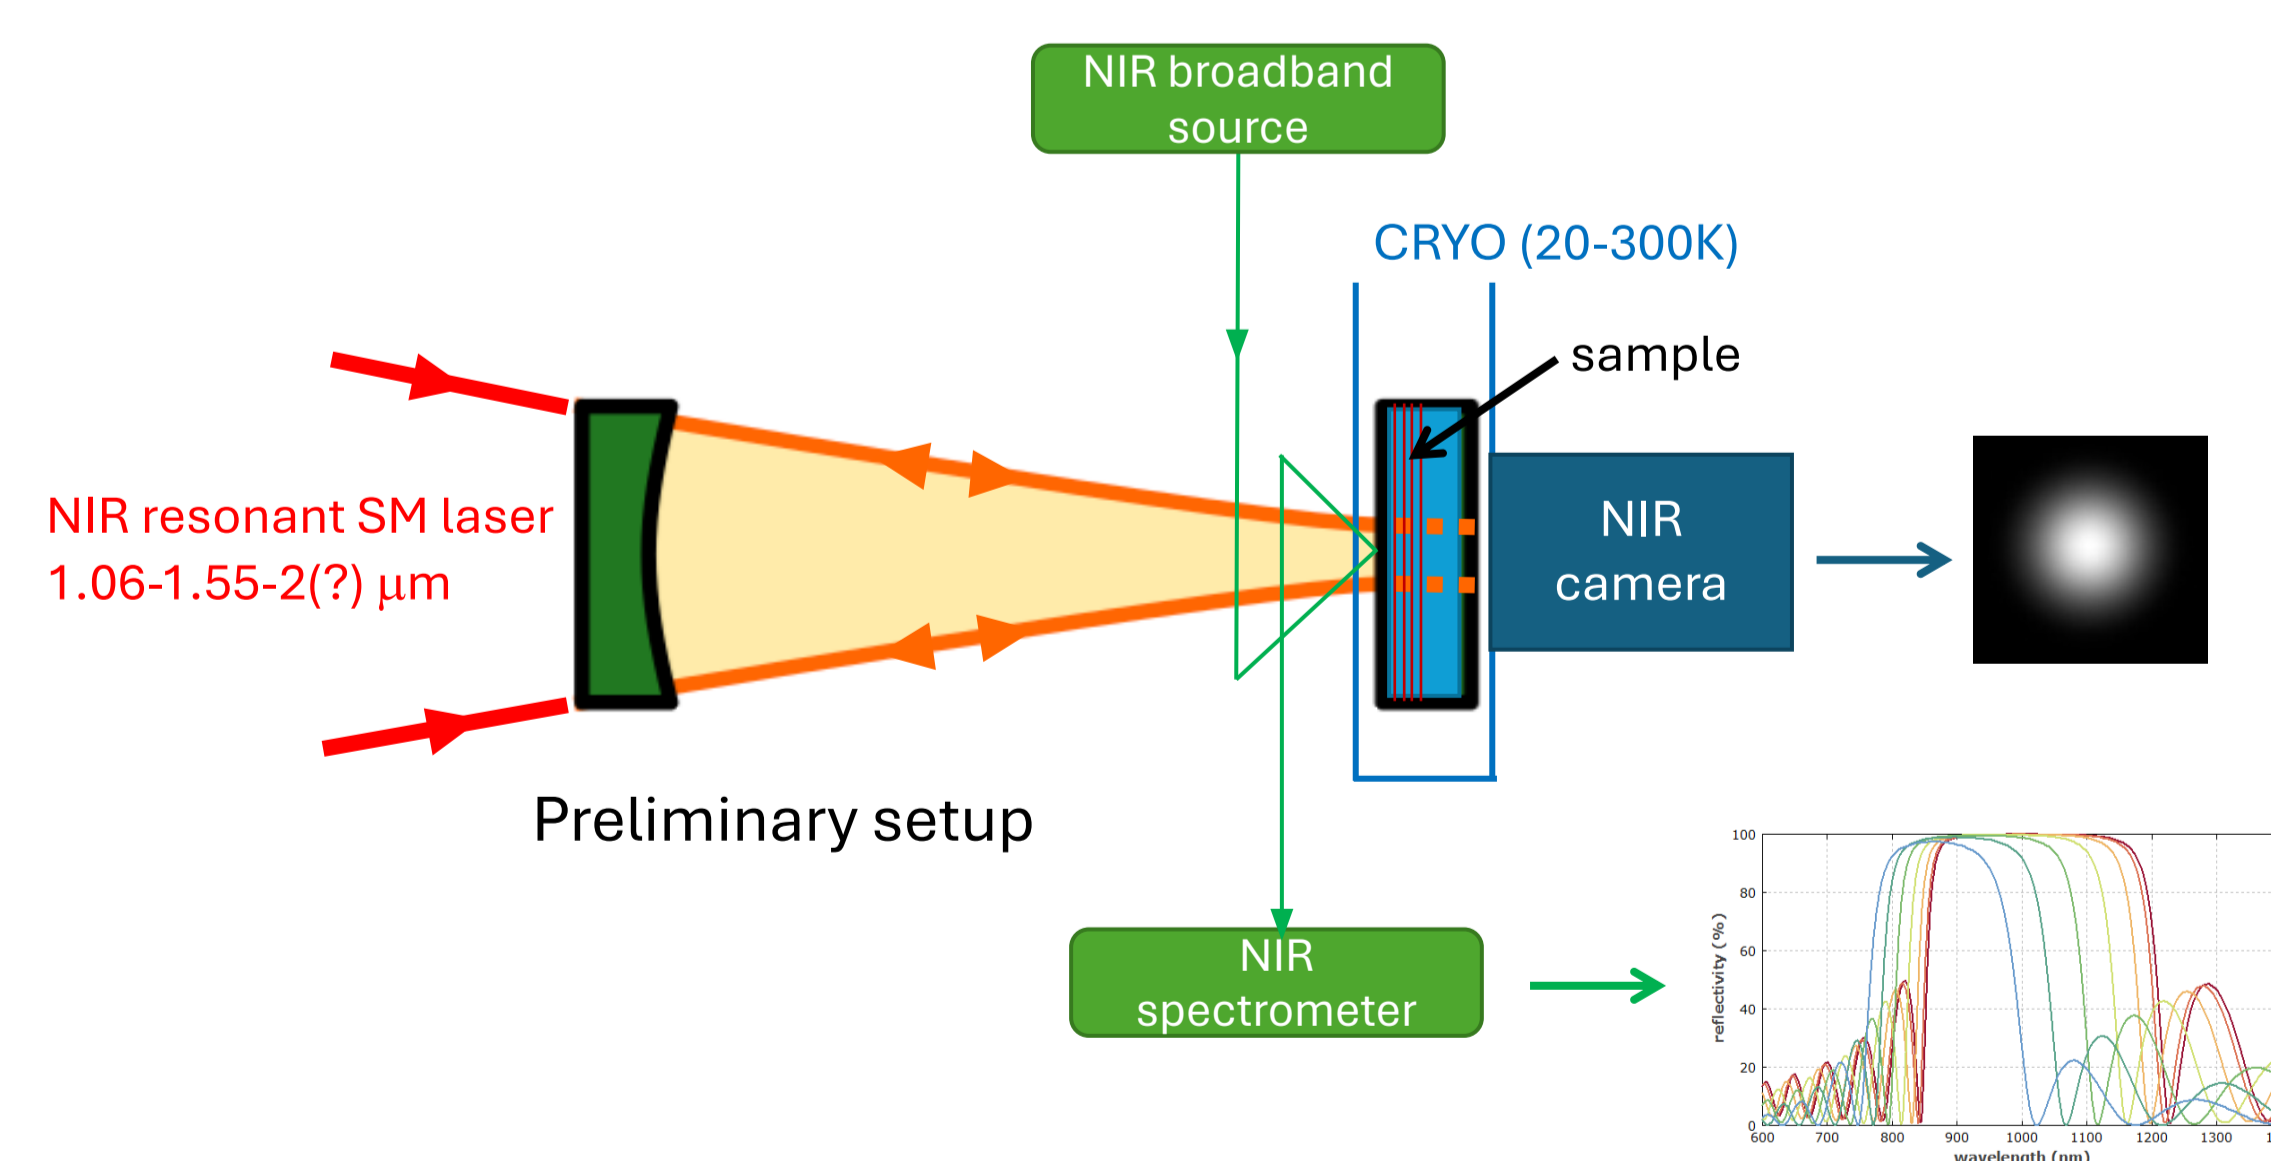 NIR broadband
source
CRYO (20-300K)
sample
NIR resonant SM laser
1.06-1.55-2(?) μm
NIR
camera
Preliminary setup
NIR
spectrometer
reflectivity (%)
100
80
60
40
20
0
600 700 800 900 1000 1100 1200 1300
wavelength (nm)